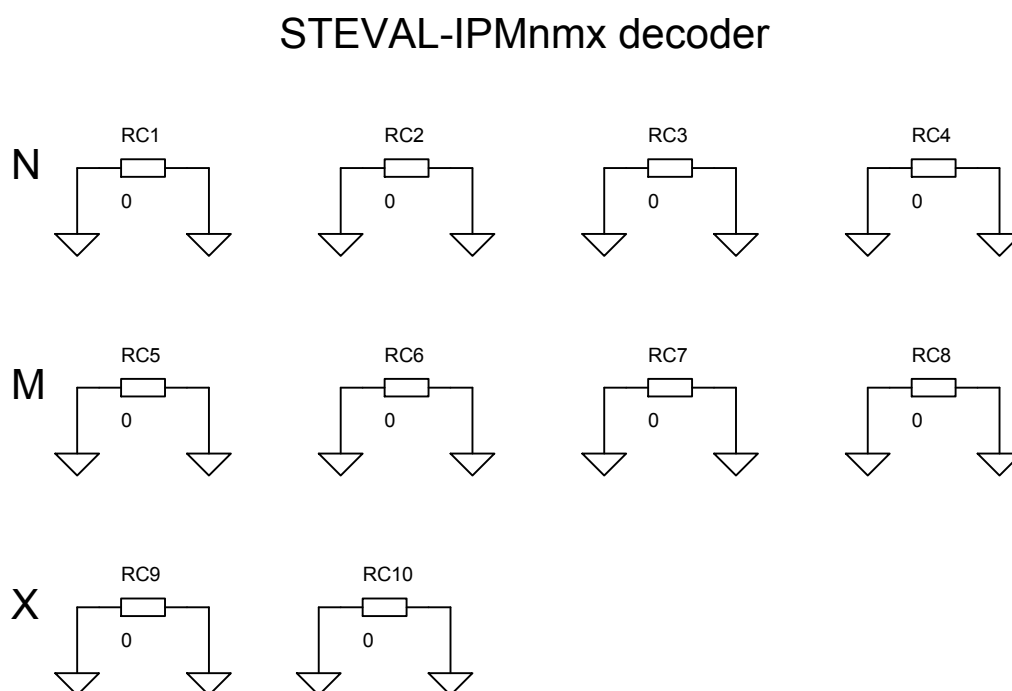 STEVAL-IPMnmx decoder
RC1 RC2 RC3 RC4
N
0 0 0 0
RC5 RC6 RC7 RC8
M
0 0 0 0
RC9 RC10
X
0 0